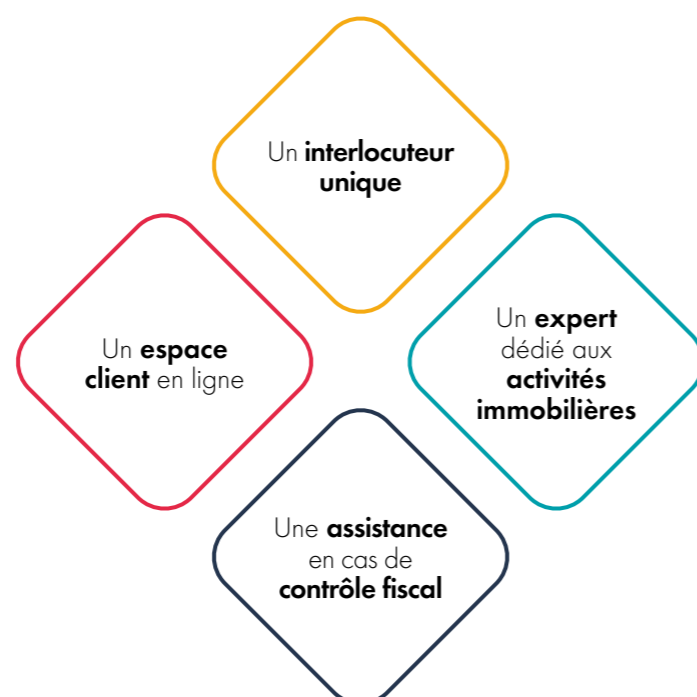 Un interlocuteur
unique
Un espace
client en ligne
Un expert
dédié aux
activités
immobilières
Une assistance
en cas de
contrôle fiscal